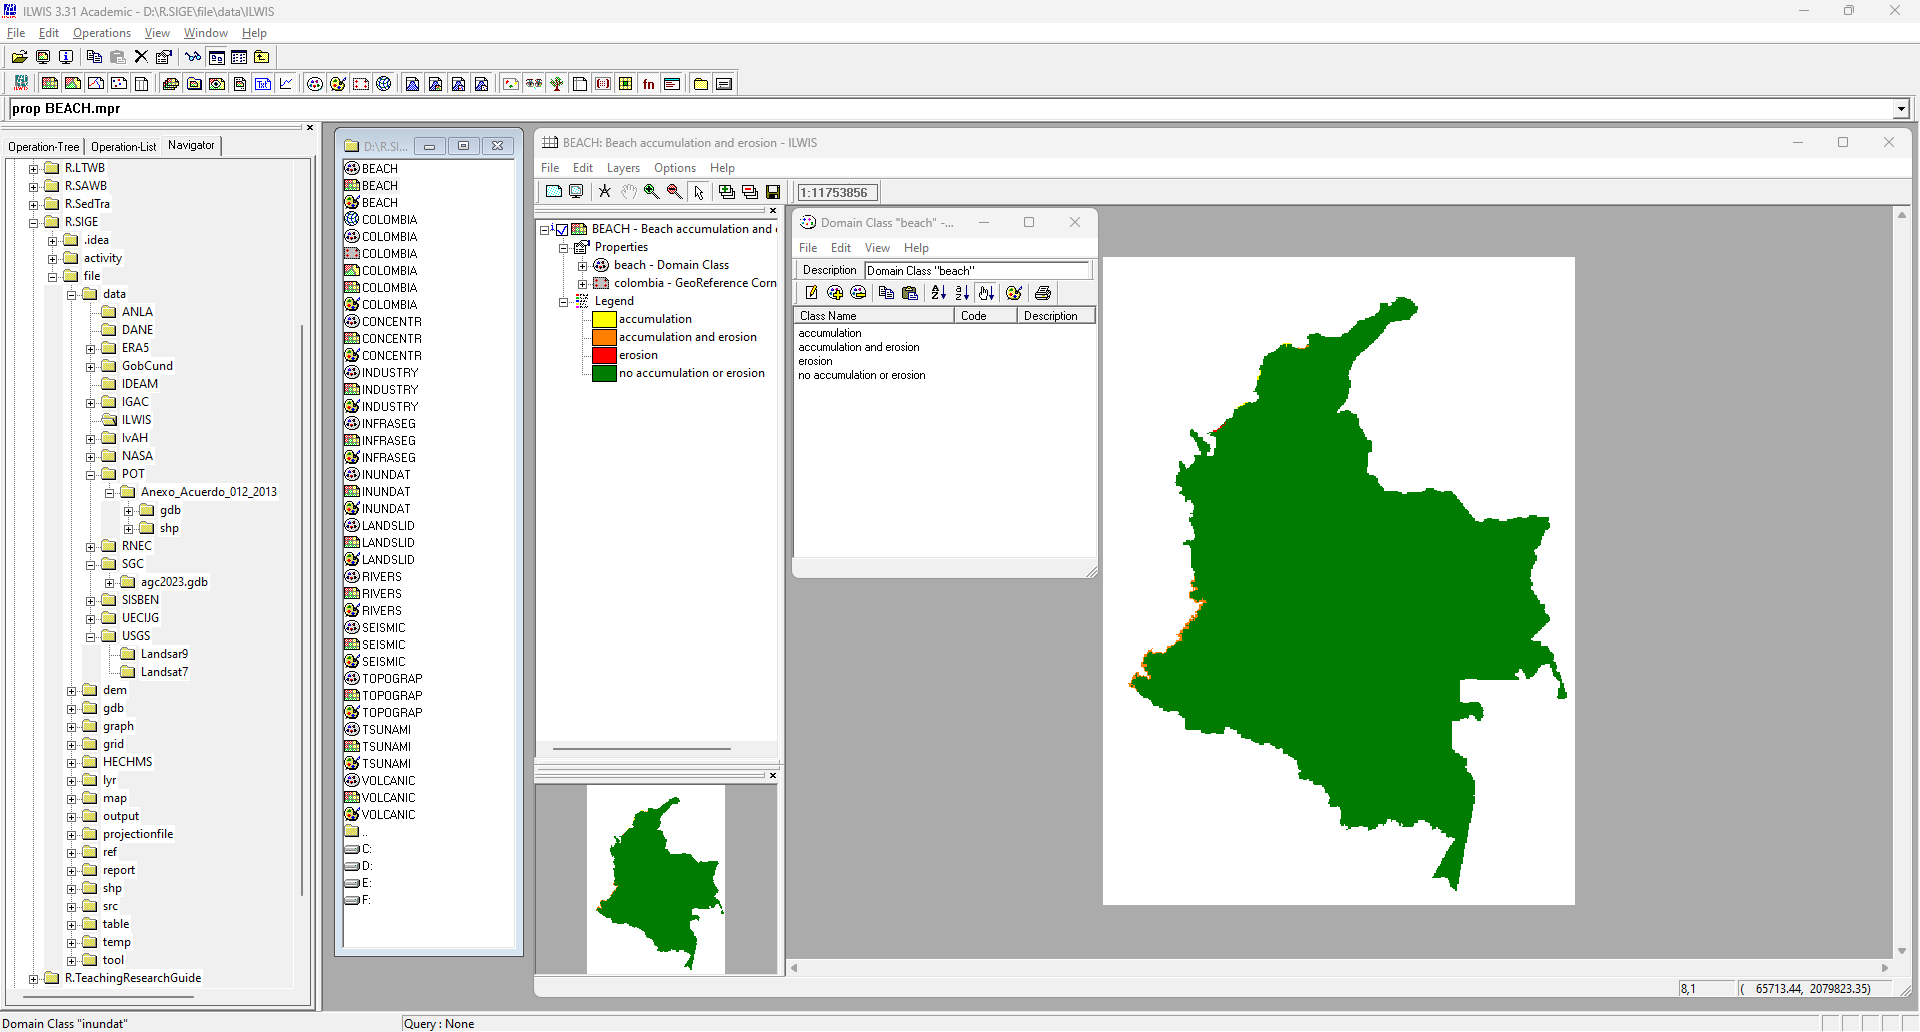 ILWIS 3.31 Academic - D:\R.SIGE\file\data\ILWIS
File Edit Operations View Window Help
prop BEACH.mpr
Operation-Tree Operation-List Navigator
R.LTWB
R.SAWB
R.SedTra
R.SIGE
.idea
activity
file
data
ANLA
DANE
ERA5
GobCund
IDEAM
IGAC
ILWIS
IvAH
NASA
POT
Anexo_Acuerdo_012_2013
gdb
shp
RNEC
SGC
agc2023.gdb
SISBEN
UECIJG
USGS
Landsar9
Landsat7
dem
gdb
graph
grid
HECHMS
lyr
map
output
projectionfile
ref
report
shp
src
table
temp
tool
R.TeachingResearchGuide
D:\R.SI...
BEACH
BEACH
BEACH
COLOMBIA
COLOMBIA
COLOMBIA
COLOMBIA
COLOMBIA
COLOMBIA
CONCENTR
CONCENTR
CONCENTR
INDUSTRY
INDUSTRY
INDUSTRY
INFRASEG
INFRASEG
INFRASEG
INUNDAT
INUNDAT
INUNDAT
LANDSLID
LANDSLID
LANDSLID
RIVERS
RIVERS
RIVERS
SEISMIC
SEISMIC
SEISMIC
TOPOGRAP
TOPOGRAP
TOPOGRAP
TSUNAMI
TSUNAMI
TSUNAMI
VOLCANIC
VOLCANIC
VOLCANIC
..
C:
D:
E:
F:
BEACH: Beach accumulation and erosion - ILWIS
File Edit Layers Options Help
1:11753856
BEACH - Beach accumulation and
Properties
beach - Domain Class
colombia - GeoReference Corn
Legend
accumulation
accumulation and erosion
erosion
no accumulation or erosion
Domain Class "beach" -...
File Edit View Help
Description Domain Class "beach"
Class Name Code Description
accumulation
accumulation and erosion
erosion
no accumulation or erosion
8,1 ( 65713.44, 2079823.35)
Domain Class "inundat" Query : None